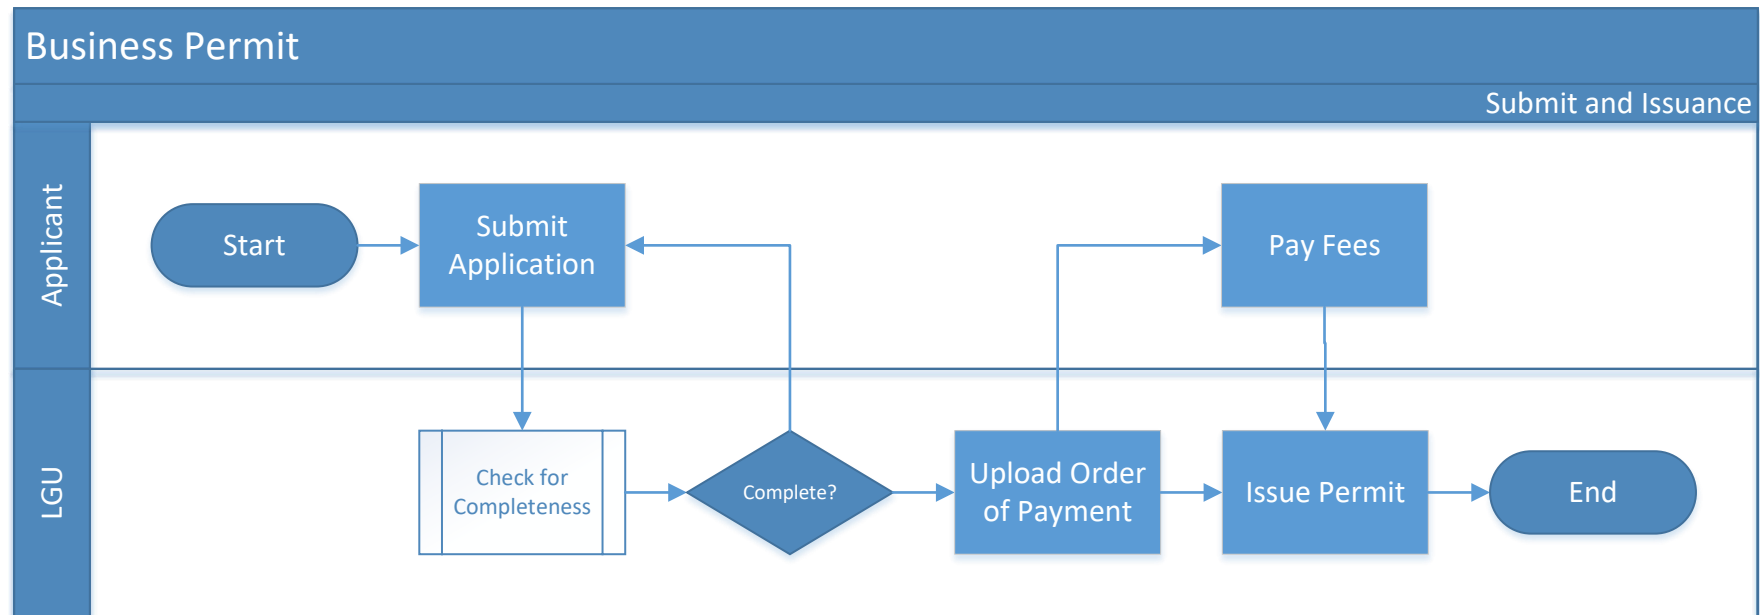 Business Permit
Submit and Issuance
Applicant
Start
Submit
Application
Pay Fees
LGU
Check for
Completeness
Complete?
Upload Order
of Payment
Issue Permit
End